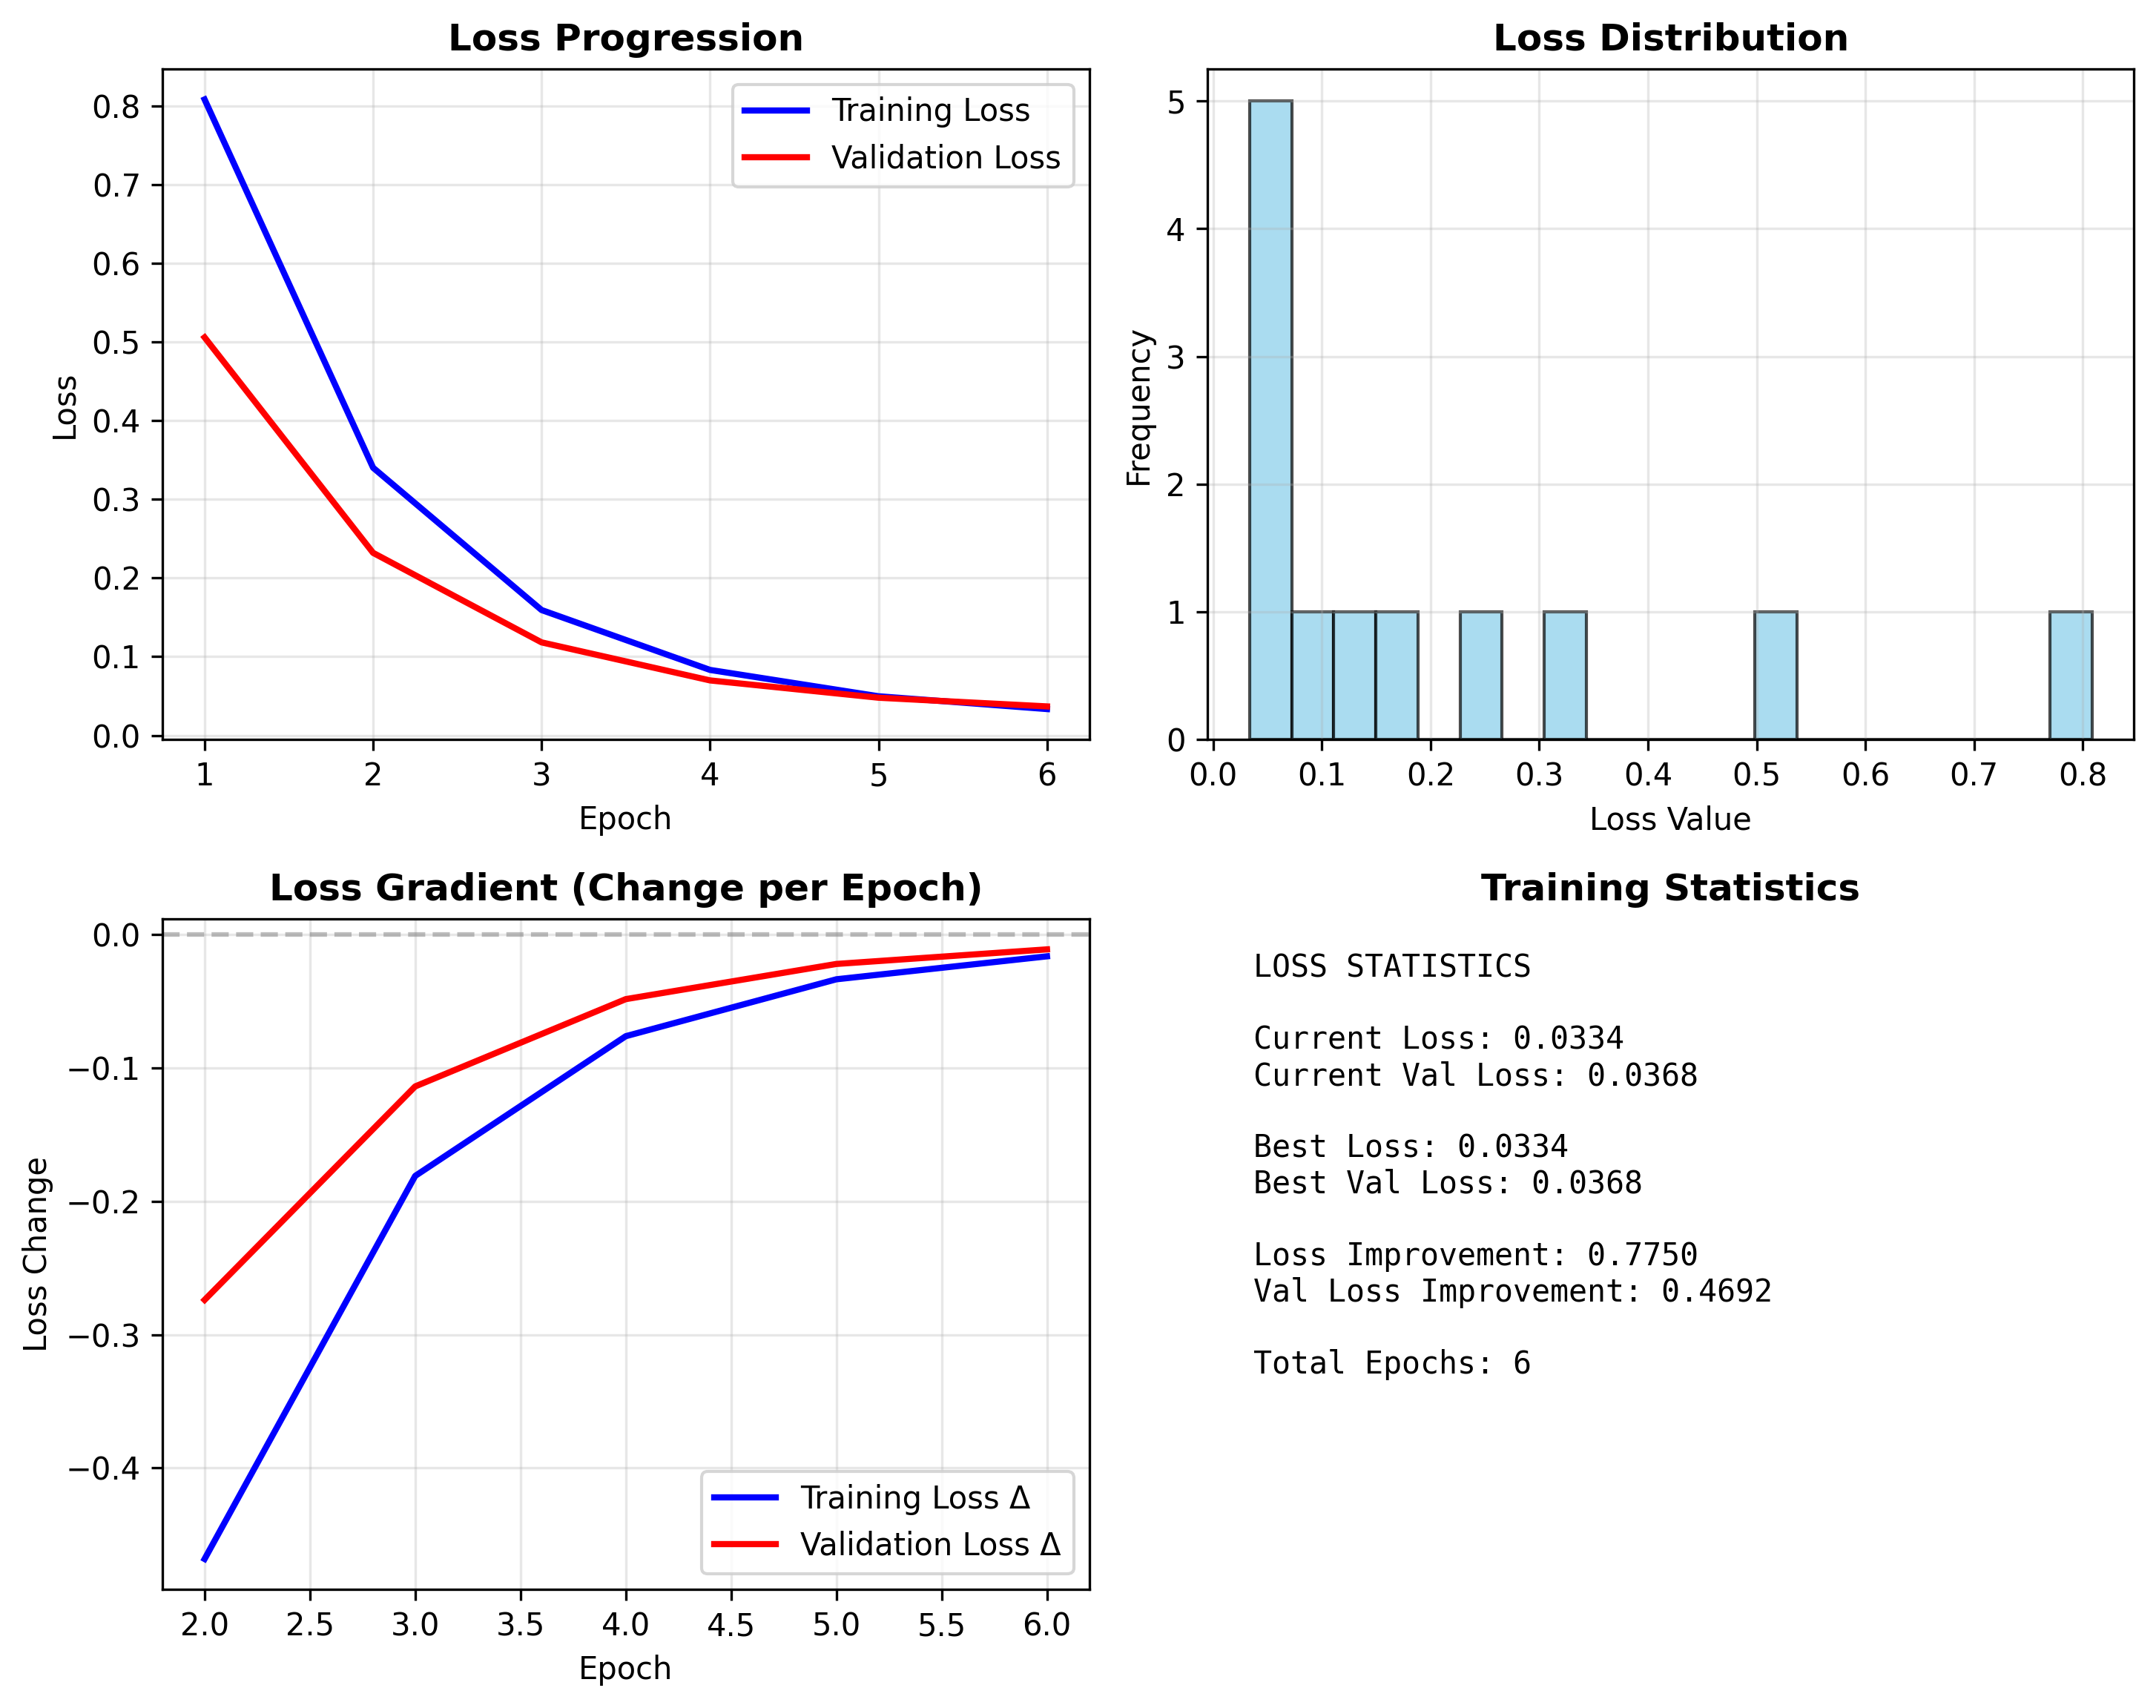 Loss Progression
0.8
0.7
0.6
0.5
0.4
0.3
0.2
0.1
0.0
Loss
Training Loss
Validation Loss
1 2 3 4 5 6
Epoch
Loss Distribution
5
4
3
2
1
0
Frequency
0.0 0.1 0.2 0.3 0.4 0.5 0.6 0.7 0.8
Loss Value
Loss Gradient (Change per Epoch)
0.0
−0.1
−0.2
−0.3
−0.4
Loss Change
Training Loss Δ
Validation Loss Δ
2.0 2.5 3.0 3.5 4.0 4.5 5.0 5.5 6.0
Epoch
Training Statistics
LOSS STATISTICS
Current Loss: 0.0334
Current Val Loss: 0.0368
Best Loss: 0.0334
Best Val Loss: 0.0368
Loss Improvement: 0.7750
Val Loss Improvement: 0.4692
Total Epochs: 6